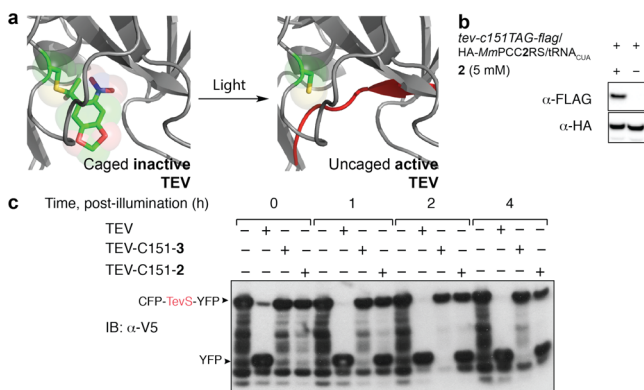 a
Light
Caged inactive
TEV
Uncaged active
TEV
b
tev-c151TAG-flag/
HA-MmPCC2RS/tRNACUA
+ +
2 (5 mM)
+ −
α-FLAG
α-HA
c
Time, post-illumination (h) 0 1 2 4
TEV − + − − − + − − − + − − − + − −
TEV-C151-3 − − + − − − + − − − + − − − + −
TEV-C151-2 − − − + − − − + − − − + − − − +
CFP-TevS-YFP
IB: α-V5
YFP